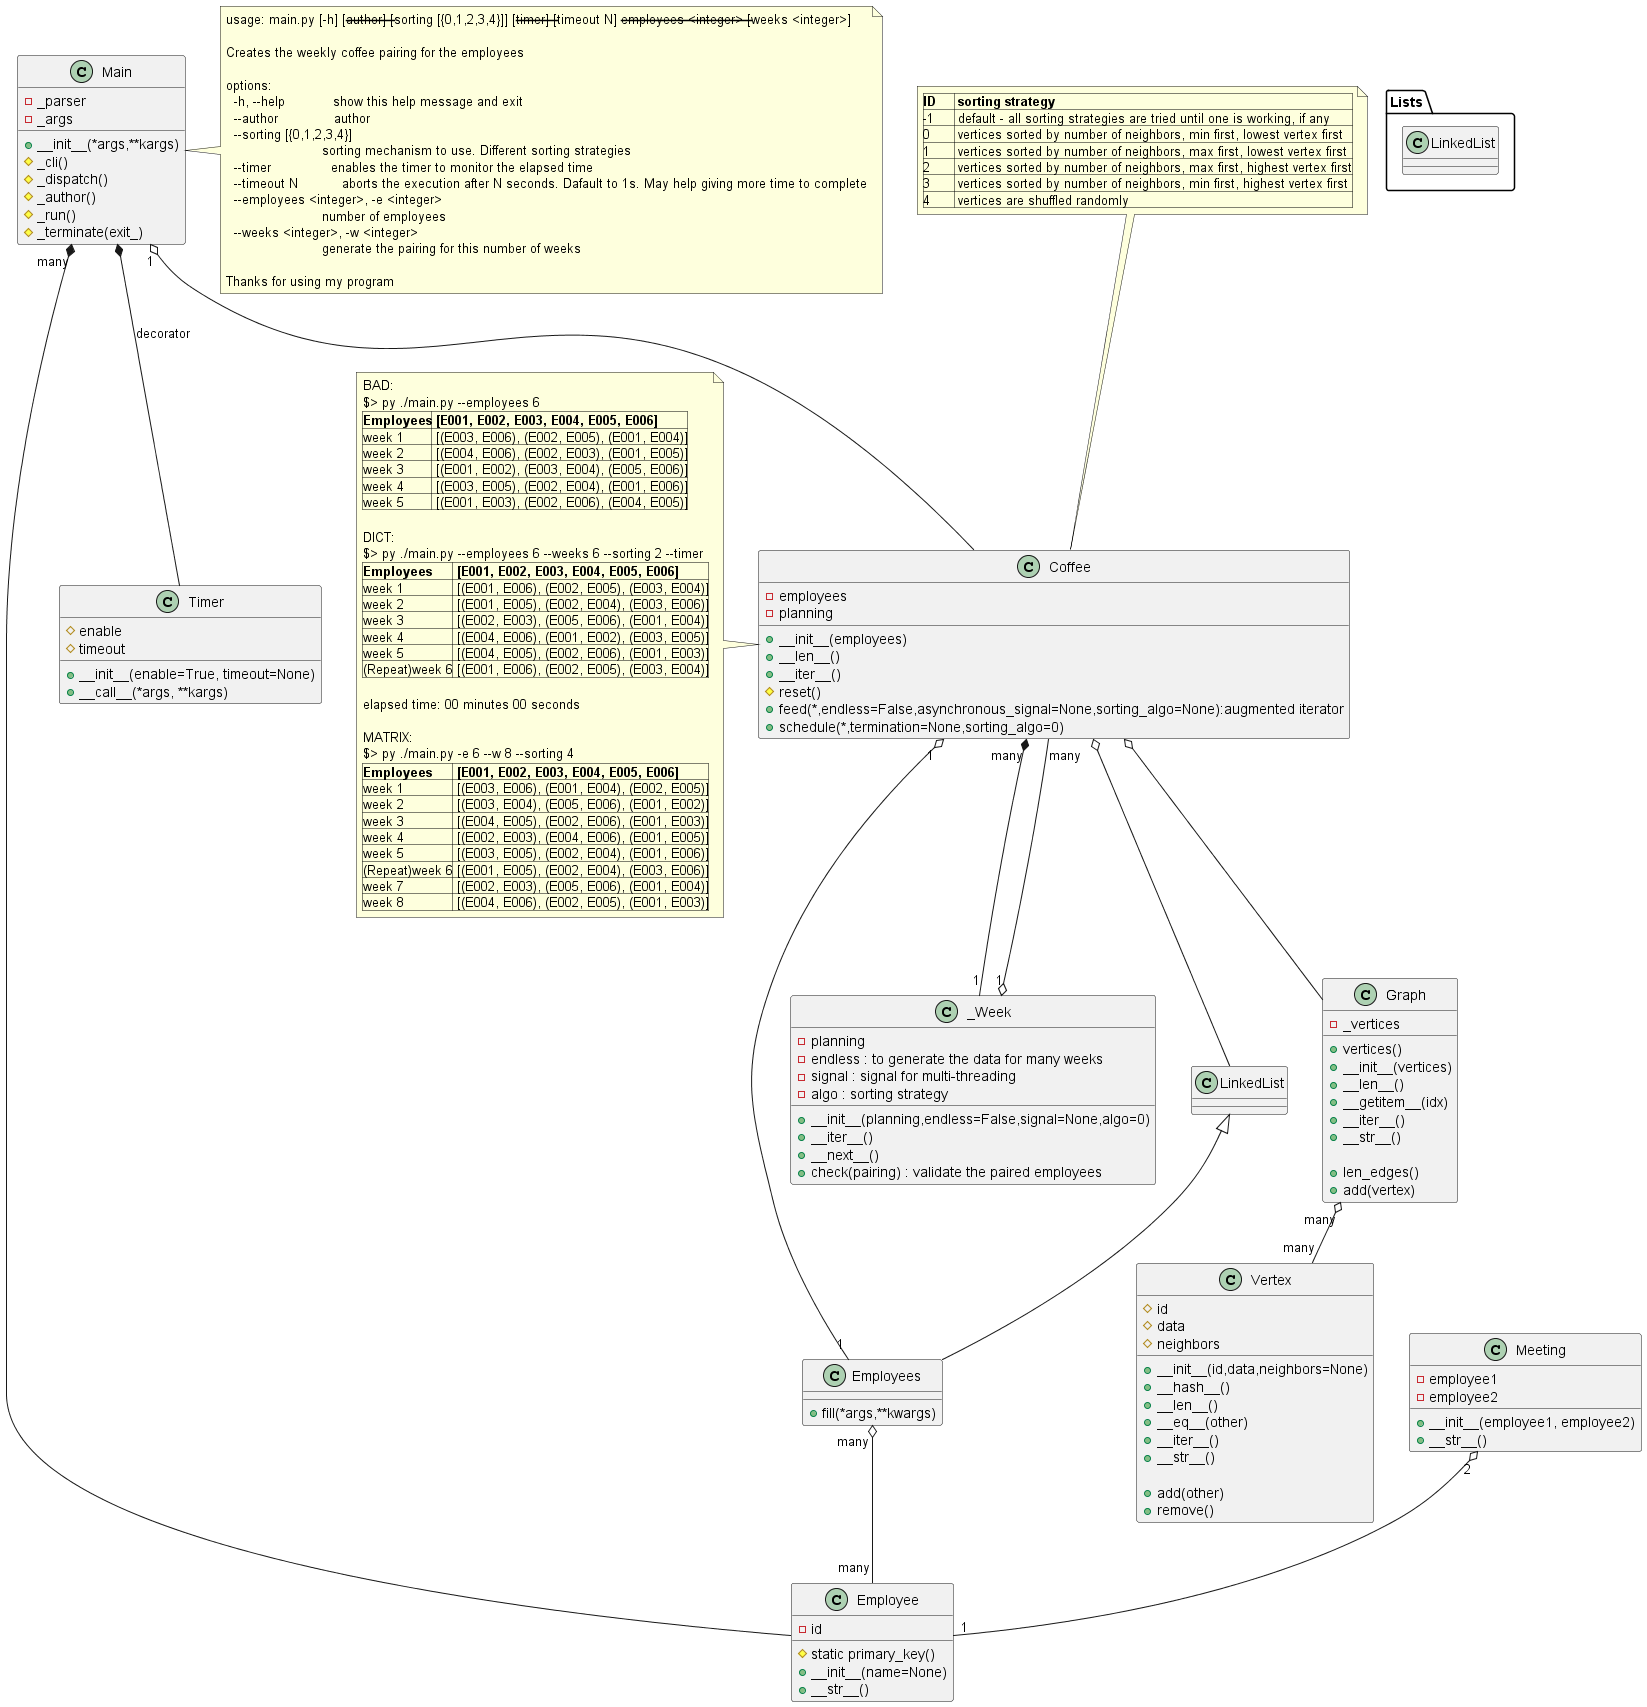 usage: main.py [-h] [author] [sorting [{0,1,2,3,4}]] [timer] [timeout N] employees <integer> [weeks <integer>]
Creates the weekly coffee pairing for the employees
options:
-h, --help show this help message and exit
--author author
--sorting [{0,1,2,3,4}]
sorting mechanism to use. Different sorting strategies
--timer enables the timer to monitor the elapsed time
--timeout N aborts the execution after N seconds. Dafault to 1s. May help giving more time to complete
--employees <integer>, -e <integer>
number of employees
--weeks <integer>, -w <integer>
generate the pairing for this number of weeks
Thanks for using my program
Main
_parser
_args
__init__(*args,**kargs)
_cli()
_dispatch()
_author()
_run()
_terminate(exit_)
ID sorting strategy
-1 default - all sorting strategies are tried until one is working, if any
0 vertices sorted by number of neighbors, min first, lowest vertex first
1 vertices sorted by number of neighbors, max first, lowest vertex first
2 vertices sorted by number of neighbors, max first, highest vertex first
3 vertices sorted by number of neighbors, min first, highest vertex first
4 vertices are shuffled randomly
Lists
LinkedList
many
1
decorator
BAD:
$> py ./main.py --employees 6
Employees [E001, E002, E003, E004, E005, E006]
week 1 [(E003, E006), (E002, E005), (E001, E004)]
week 2 [(E004, E006), (E002, E003), (E001, E005)]
week 3 [(E001, E002), (E003, E004), (E005, E006)]
week 4 [(E003, E005), (E002, E004), (E001, E006)]
week 5 [(E001, E003), (E002, E006), (E004, E005)]
DICT:
$> py ./main.py --employees 6 --weeks 6 --sorting 2 --timer
Employees [E001, E002, E003, E004, E005, E006]
week 1 [(E001, E006), (E002, E005), (E003, E004)]
week 2 [(E001, E005), (E002, E004), (E003, E006)]
week 3 [(E002, E003), (E005, E006), (E001, E004)]
week 4 [(E004, E006), (E001, E002), (E003, E005)]
week 5 [(E004, E005), (E002, E006), (E001, E003)]
(Repeat)week 6 [(E001, E006), (E002, E005), (E003, E004)]
elapsed time: 00 minutes 00 seconds
MATRIX:
$> py ./main.py -e 6 --w 8 --sorting 4
Employees [E001, E002, E003, E004, E005, E006]
week 1 [(E003, E006), (E001, E004), (E002, E005)]
week 2 [(E003, E004), (E005, E006), (E001, E002)]
week 3 [(E004, E005), (E002, E006), (E001, E003)]
week 4 [(E002, E003), (E004, E006), (E001, E005)]
week 5 [(E003, E005), (E002, E004), (E001, E006)]
(Repeat)week 6 [(E001, E005), (E002, E004), (E003, E006)]
week 7 [(E002, E003), (E005, E006), (E001, E004)]
week 8 [(E004, E006), (E002, E005), (E001, E003)]
Timer
enable
timeout
__init__(enable=True, timeout=None)
__call__(*args, **kargs)
Coffee
employees
planning
__init__(employees)
__len__()
__iter__()
reset()
feed(*,endless=False,asynchronous_signal=None,sorting_algo=None):augmented iterator
schedule(*,termination=None,sorting_algo=0)
1
many
many
1
1
_Week
planning
endless : to generate the data for many weeks
signal : signal for multi-threading
algo : sorting strategy
__init__(planning,endless=False,signal=None,algo=0)
__iter__()
__next__()
check(pairing) : validate the paired employees
LinkedList
Graph
_vertices
vertices()
__init__(vertices)
__len__()
__getitem__(idx)
__iter__()
__str__()
len_edges()
add(vertex)
many
many
Vertex
id
data
neighbors
__init__(id,data,neighbors=None)
__hash__()
__len__()
__eq__(other)
__iter__()
__str__()
add(other)
remove()
1
Employees
fill(*args,**kwargs)
many
many
Meeting
employee1
employee2
__init__(employee1, employee2)
__str__()
2
1
Employee
id
static primary_key()
__init__(name=None)
__str__()